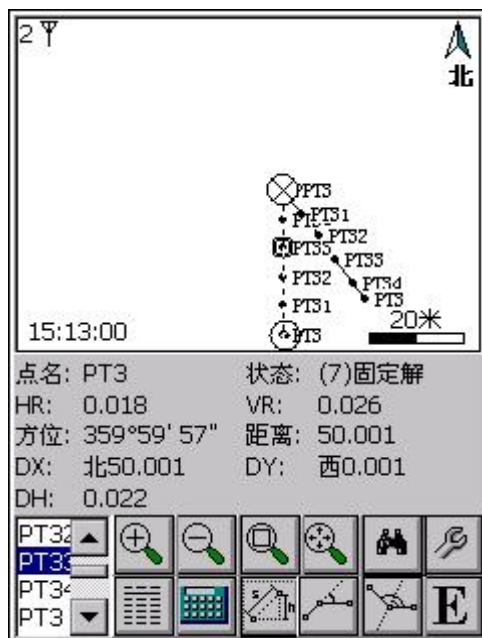 2
北
PPT3
PT31
PT32
PT33
PT33
PT32
PT34
PT31
PT3
PT3
20米
15:13:00
点名: PT3 状态: (7)固定解
HR: 0.018 VR: 0.026
方位: 359°59'57" 距离: 50.001
DX: 北50.001 DY: 西0.001
DH: 0.022
PT32
PT33
PT34
PT3
S
h
E